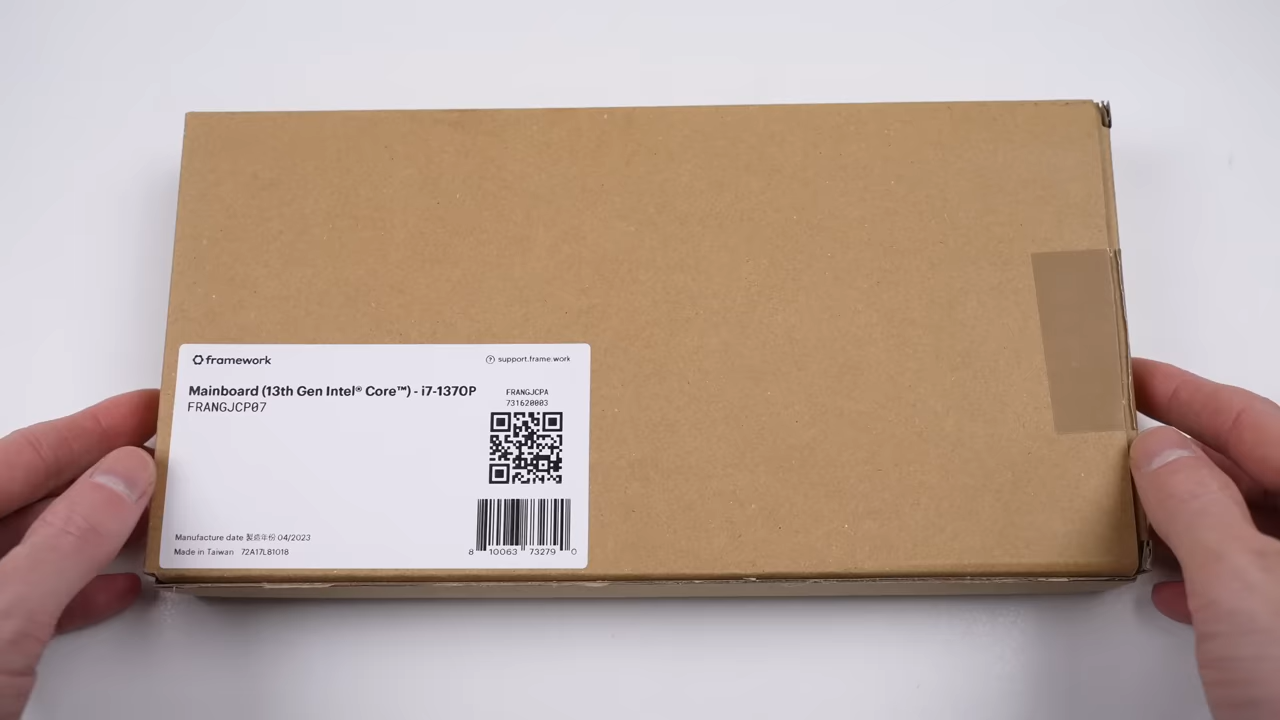 framework
support.frame.work
Mainboard (13th Gen Intel® Core™) - i7-1370P
FRANGJCP07
FRANGJCPA
731620003
Manufacture date 製造年份 04/2023
Made in Taiwan 72A17L81018
8 10063 73279 0